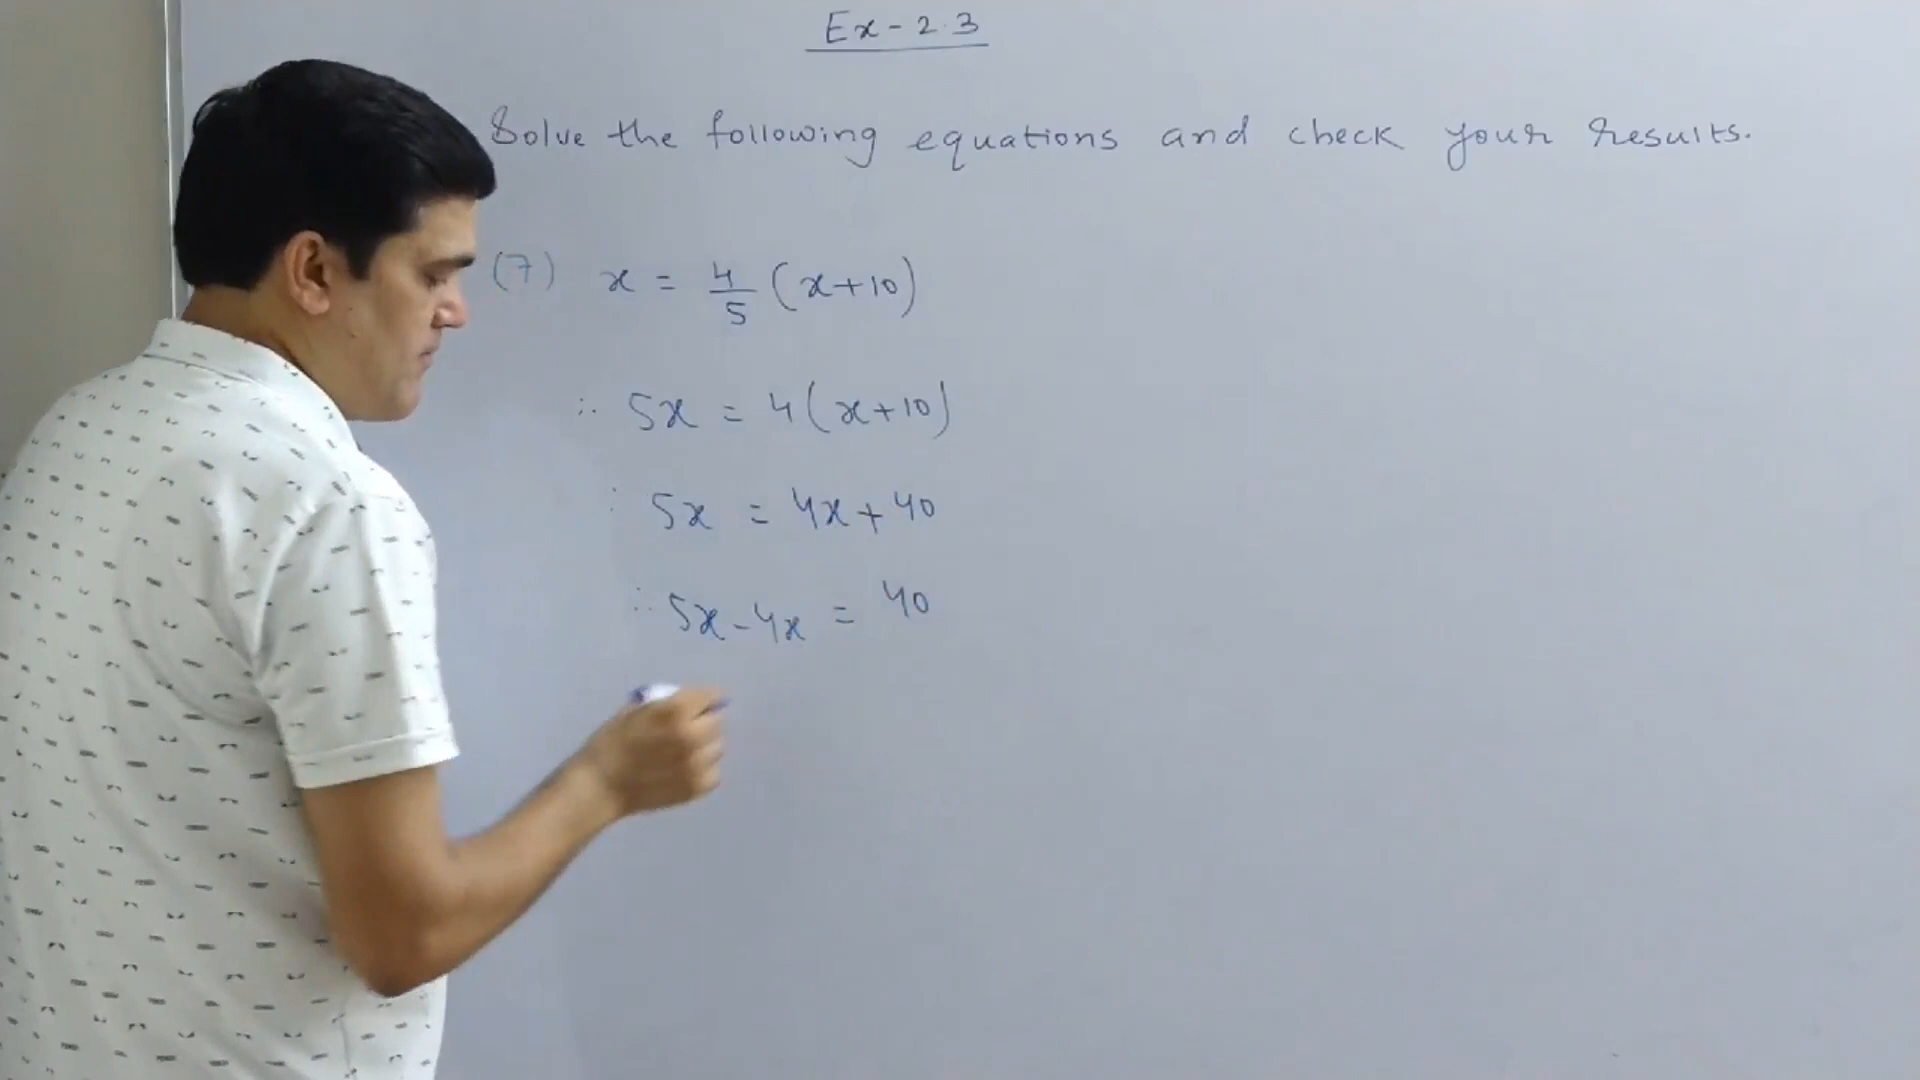 Ex - 2.3
Solve the following equations and check your results.
(7) x = 4/5 (x+10)
∴ 5x = 4(x+10)
∴ 5x = 4x + 40
∴ 5x - 4x = 40